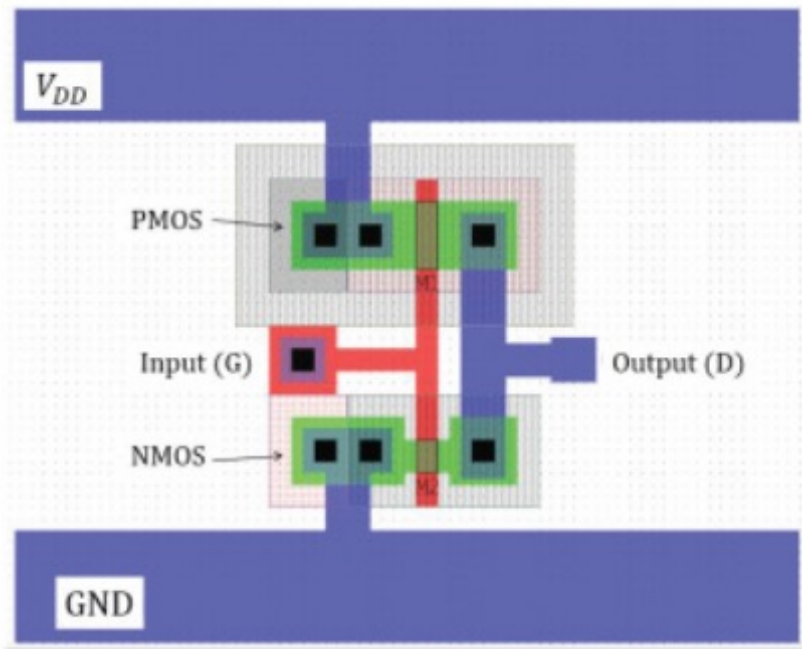 V_DD
PMOS
M1
Input (G)
Output (D)
NMOS
M2
GND